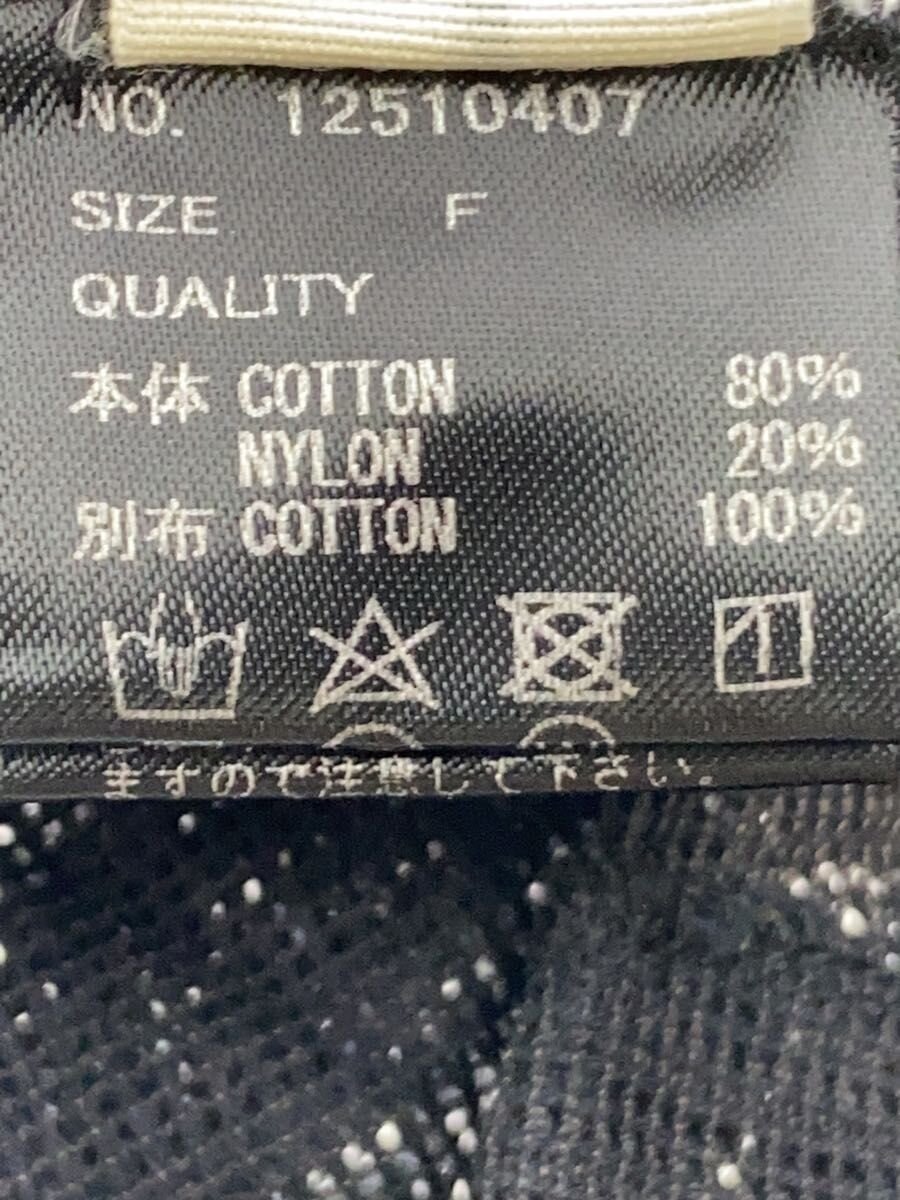 NO. 12510407
SIZE F
QUALITY
本体 COTTON 80%
NYLON 20%
別布 COTTON 100%
ますので注意して下さい。